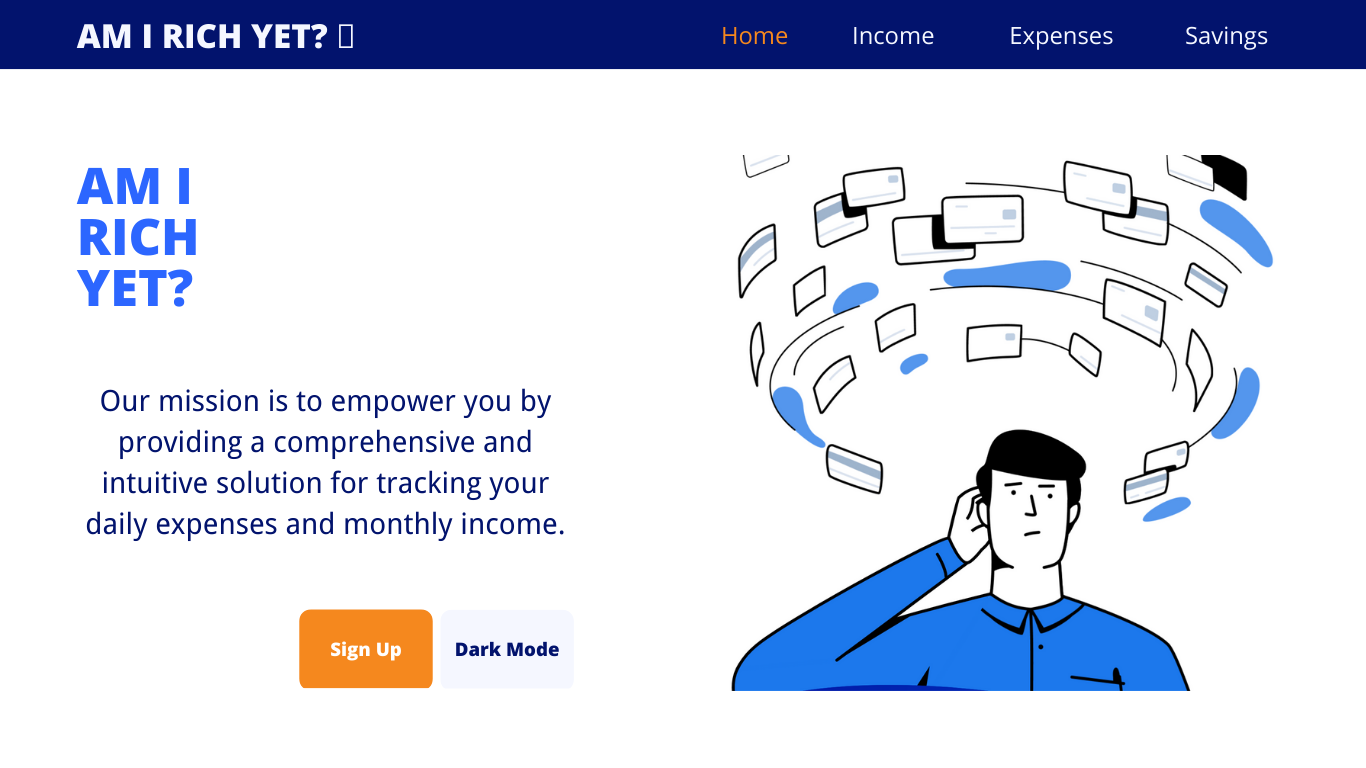 AM I RICH YET?
Home Income Expenses Savings
AM I
RICH
YET?
Our mission is to empower you by
providing a comprehensive and
intuitive solution for tracking your
daily expenses and monthly income.
Sign Up
Dark Mode